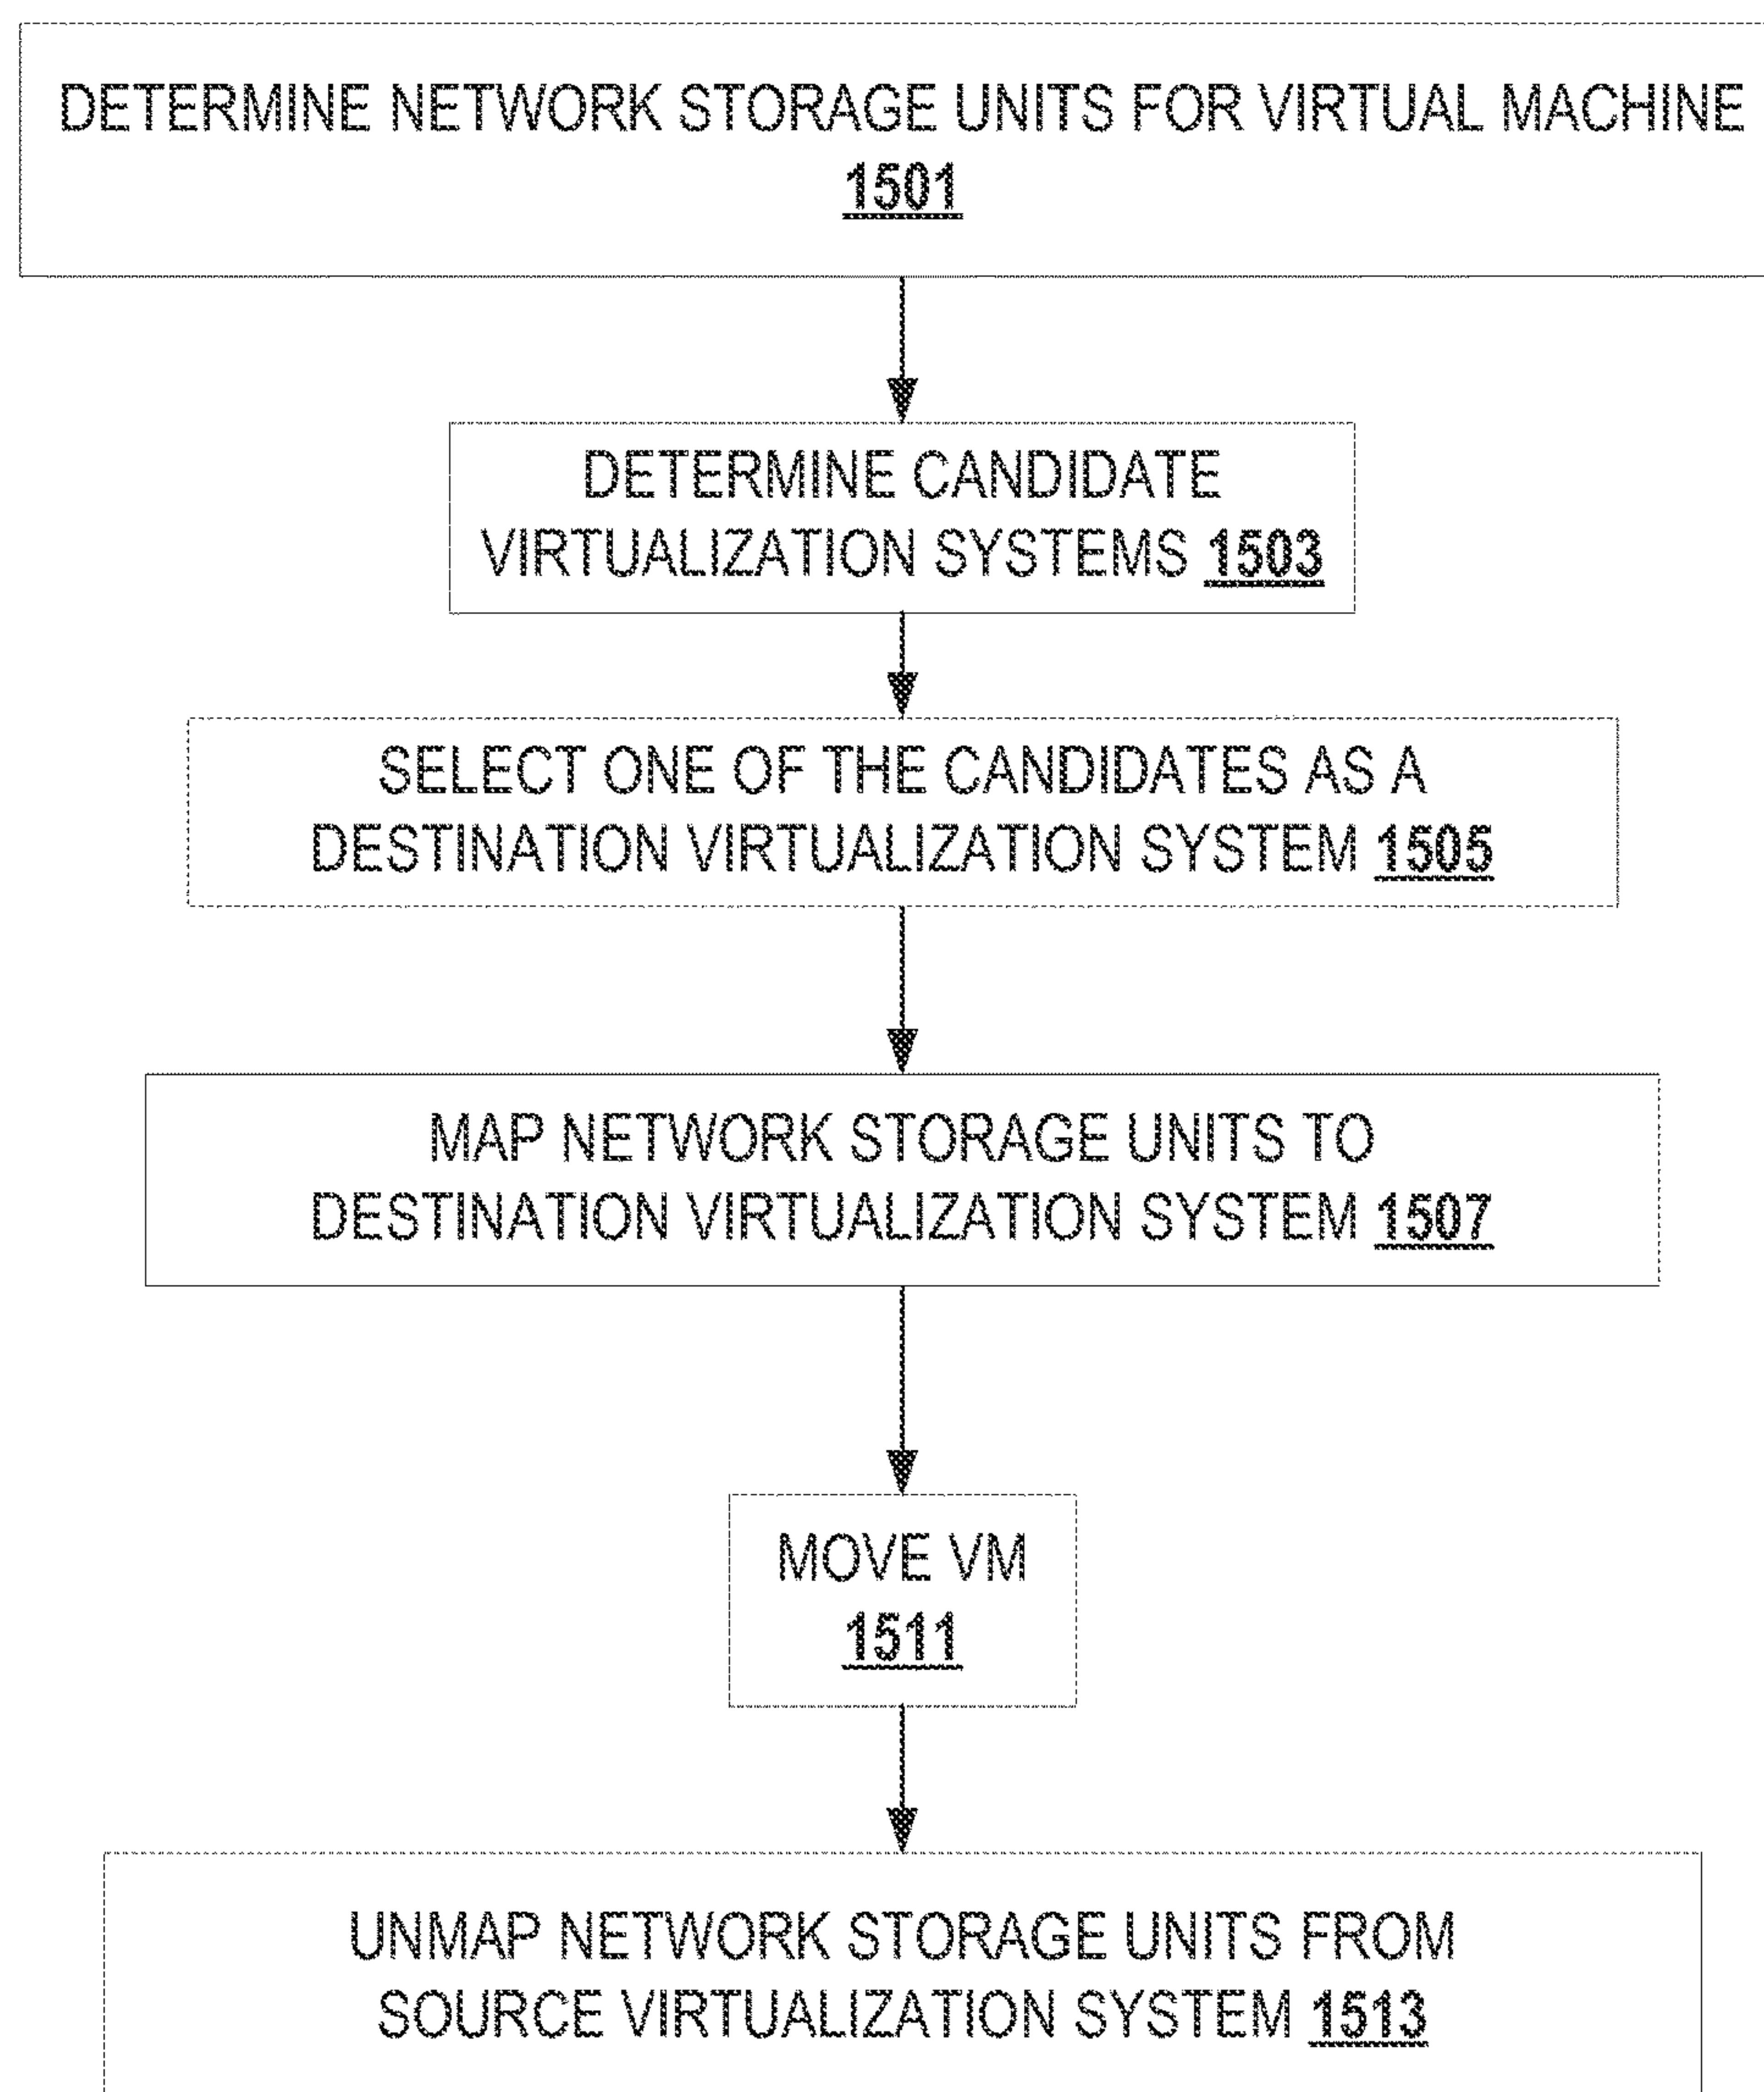 DETERMINE NETWORK STORAGE UNITS FOR VIRTUAL MACHINE
1501
DETERMINE CANDIDATE
VIRTUALIZATION SYSTEMS 1503
SELECT ONE OF THE CANDIDATES AS A
DESTINATION VIRTUALIZATION SYSTEM 1505
MAP NETWORK STORAGE UNITS TO
DESTINATION VIRTUALIZATION SYSTEM 1507
MOVE VM
1511
UNMAP NETWORK STORAGE UNITS FROM
SOURCE VIRTUALIZATION SYSTEM 1513